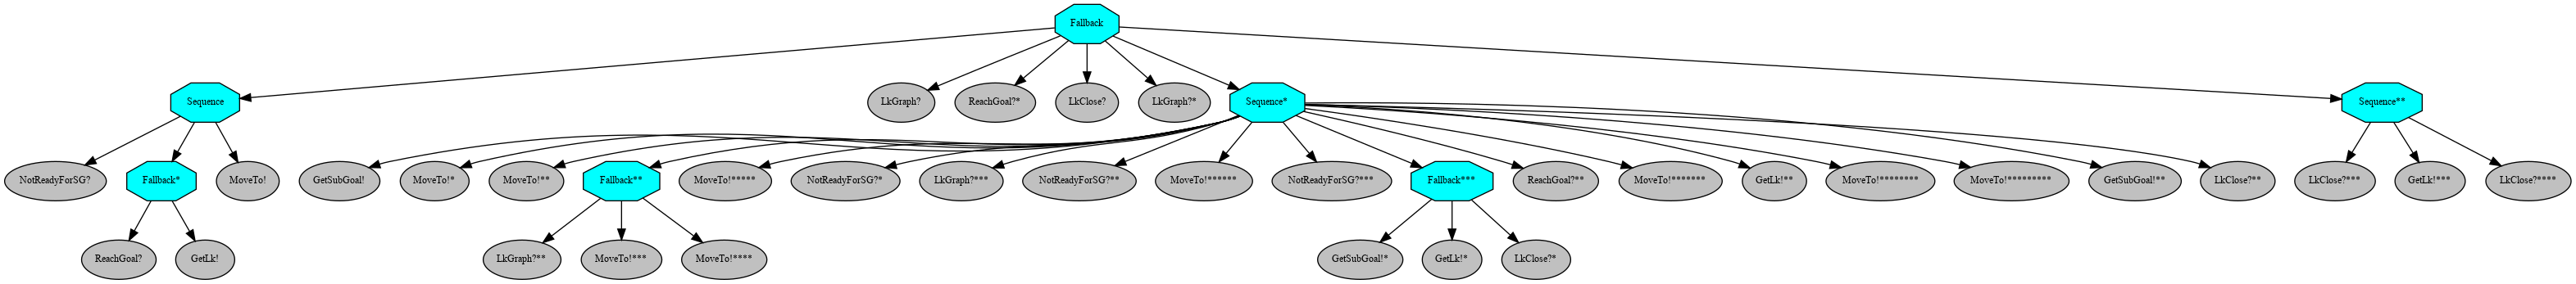 Fallback
Sequence
LkGraph?
ReachGoal?*
LkClose?
LkGraph?*
Sequence*
Sequence**
NotReadyForSG?
Fallback*
MoveTo!
GetSubGoal!
MoveTo!*
MoveTo!**
Fallback**
MoveTo!*****
NotReadyForSG?*
LkGraph?***
NotReadyForSG?**
MoveTo!******
NotReadyForSG?***
Fallback***
ReachGoal?**
MoveTo!*******
GetLk!**
MoveTo!********
MoveTo!*********
GetSubGoal!**
LkClose?**
LkClose?***
GetLk!***
LkClose?****
ReachGoal?
GetLk!
LkGraph?**
MoveTo!***
MoveTo!****
GetSubGoal!*
GetLk!*
LkClose?*